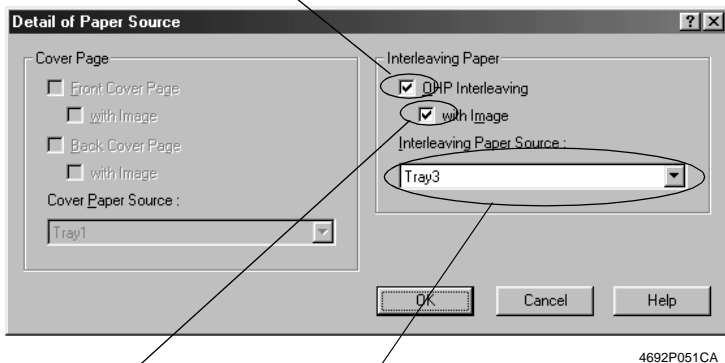 Detail of Paper Source
Cover Page
Front Cover Page
with Image
Back Cover Page
with Image
Cover Paper Source :
Tray1
Interleaving Paper
OHP Interleaving
with Image
Interleaving Paper Source :
Tray3
OK
Cancel
Help
4692P051CA